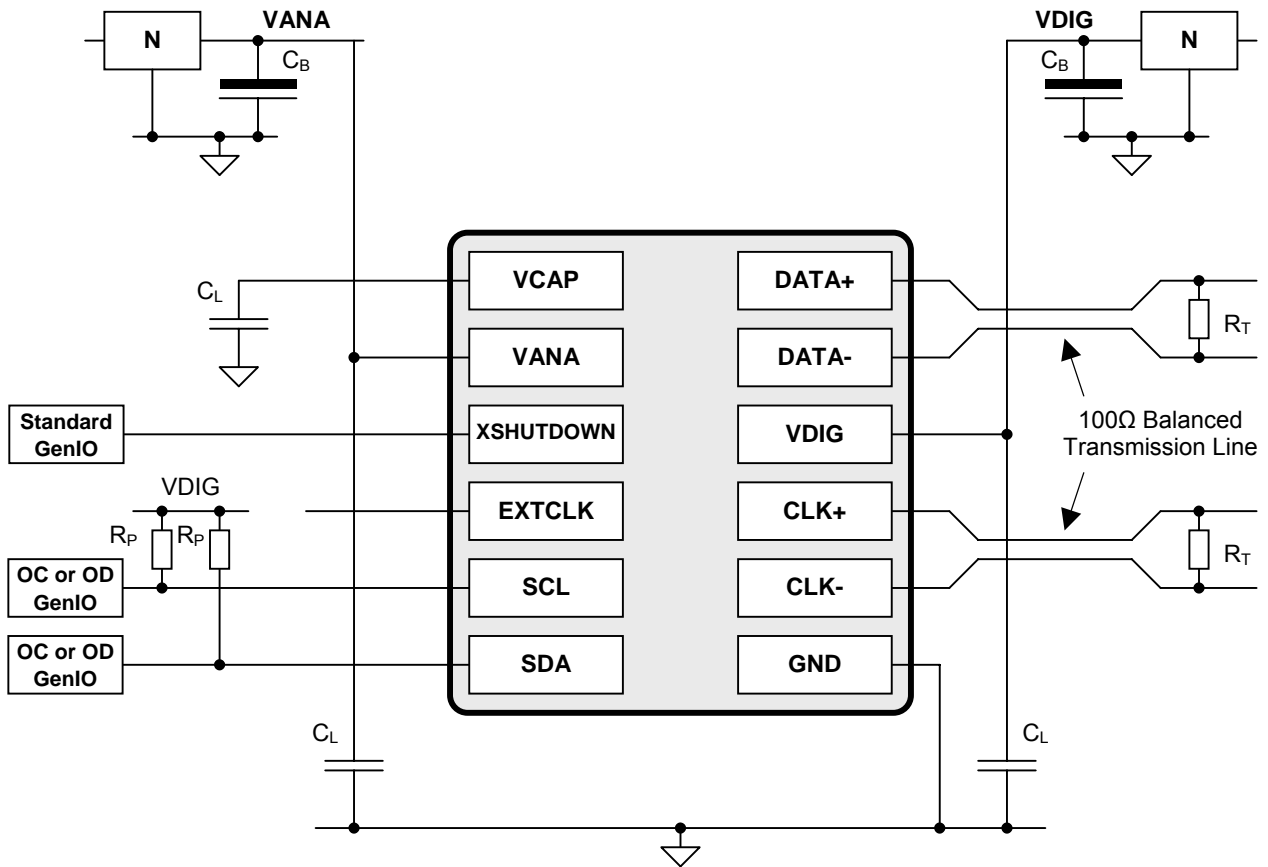 VANA
N
C_B
VDIG
N
C_B
VCAP
DATA+
C_L
R_T
VANA
DATA-
Standard
GenIO
XSHUTDOWN
VDIG
100Ω Balanced
Transmission Line
VDIG
EXTCLK
CLK+
R_P
R_P
R_T
OC or OD
GenIO
SCL
CLK-
OC or OD
GenIO
SDA
GND
C_L
C_L